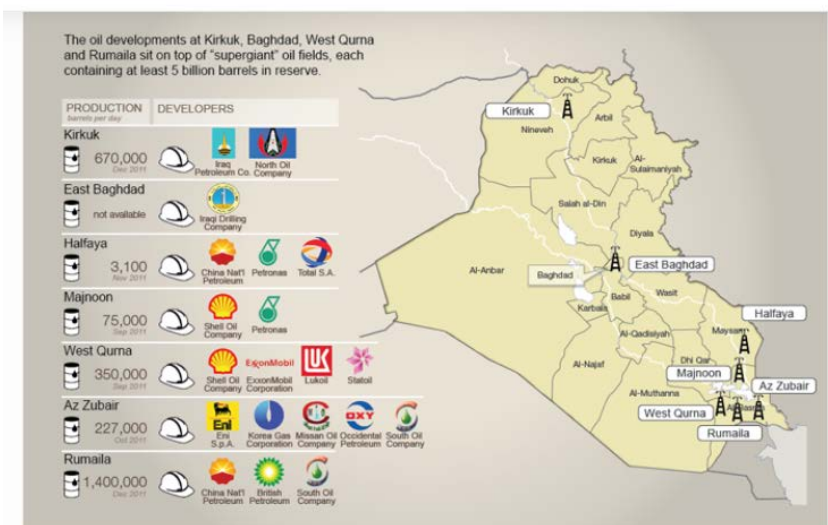 The oil developments at Kirkuk, Baghdad, West Qurna
and Rumaila sit on top of "supergiant" oil fields, each
containing at least 5 billion barrels in reserve.
PRODUCTION DEVELOPERS
barrels per day
Kirkuk
670,000
Dec 2011
Iraq
Petroleum Co.
North Oil
Company
East Baghdad
not available
Iraqi Drilling
Company
Halfaya
3,100
Nov 2011
China Nat'l
Petroleum
Petronas
Total S.A.
Majnoon
75,000
Sep 2011
Shell Oil
Company
Petronas
West Qurna
350,000
Sep 2011
Shell Oil
Company
ExxonMobil
ExxonMobil
Corporation
LUK
Lukoil
Statoil
Az Zubair
227,000
Oct 2011
EnI
Eni
S.p.A.
Korea Gas
Corporation
Missan Oil
Company
OXY
Occidental
Petroleum
South Oil
Company
Rumaila
1,400,000
Dec 2011
China Nat'l
Petroleum
British
Petroleum
South Oil
Company
Dohuk
Kirkuk
Nineveh
Arbil
Kirkuk
Al-
Sulaimaniyah
Salah al-Din
Diyala
Al-Anbar
Baghdad
East Baghdad
Karbala
Babil
Wasit
Halfaya
Al-Qadisiyah
Maysan
Al-Najaf
Dhi Qar
Majnoon
Al-Muthanna
Az Zubair
West Qurna
Rumaila